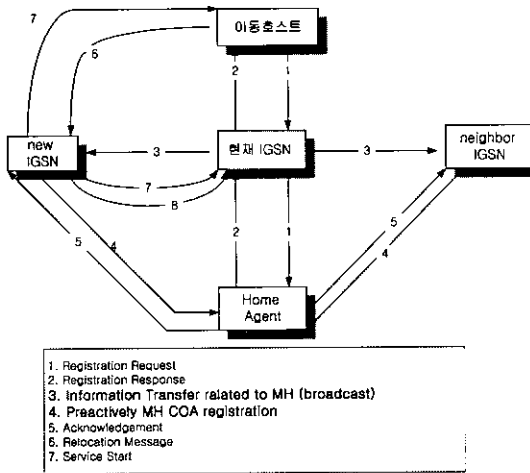 7
이동호스트
6
2
1
new
IGSN
3
현재 IGSN
3
neighbor
IGSN
7
8
5
4
2
1
5
4
Home
Agent
1. Registration Request
2. Registration Response
3. Information Transfer ralated to MH (broadcast)
4. Preactively MH COA registration
5. Acknowledgement
6. Relocation Message
7. Service Start